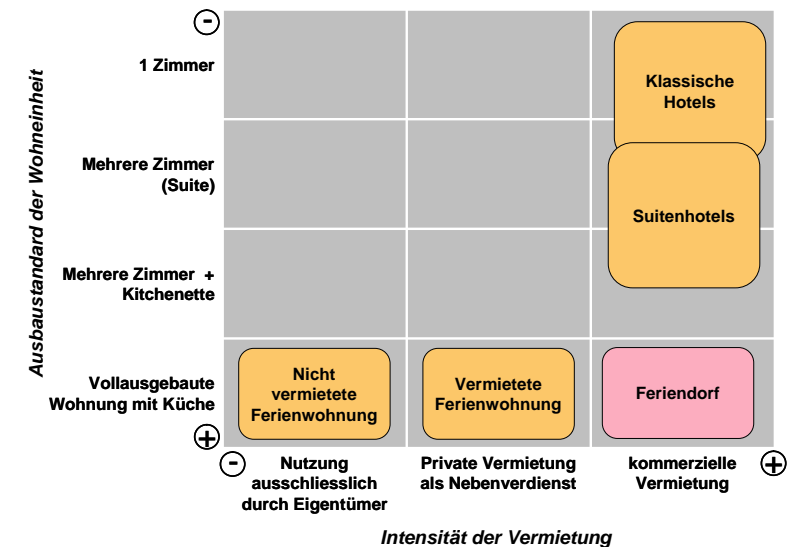 -
Ausbaustandard der Wohneinheit
1 Zimmer
Klassische
Hotels
Mehrere Zimmer
(Suite)
Suitenhotels
Mehrere Zimmer +
Kitchenette
Vollausgebaute
Wohnung mit Küche
Nicht
vermietete
Ferienwohnung
Vermietete
Ferienwohnung
Feriendorf
+
-
Nutzung
ausschliesslich
durch Eigentümer
Private Vermietung
als Nebenverdienst
kommerzielle
Vermietung
+
Intensität der Vermietung